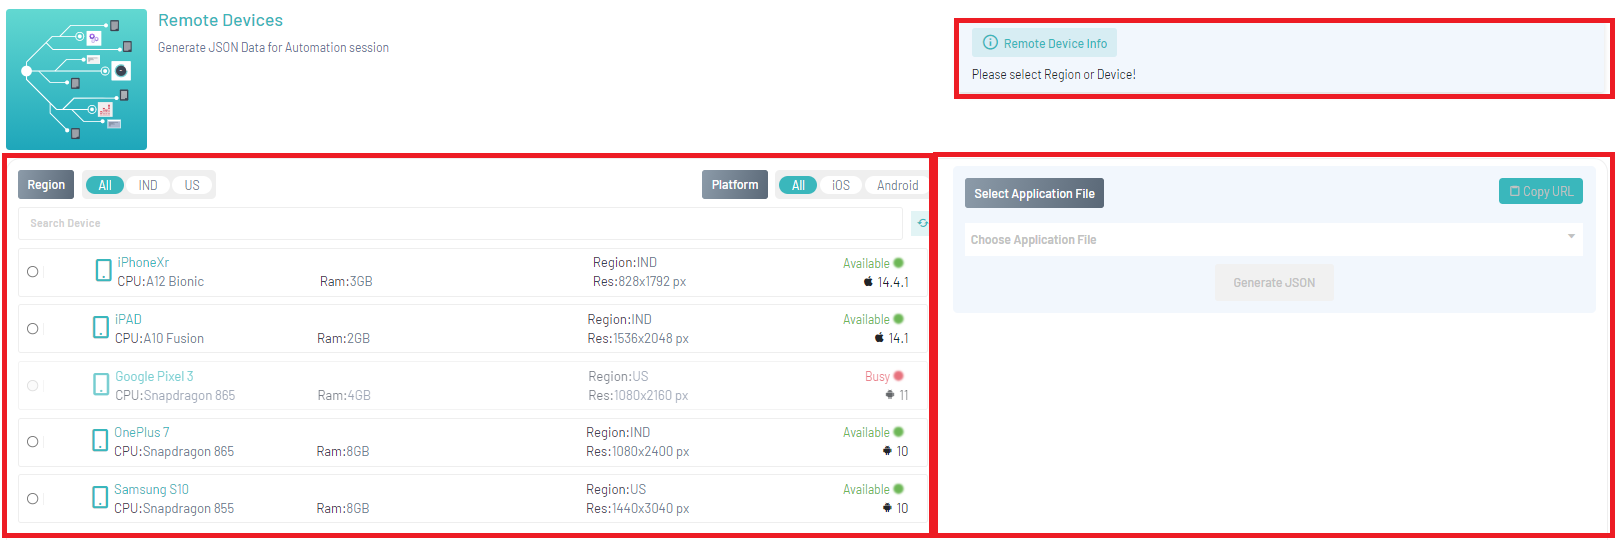 Remote Devices
Generate JSON Data for Automation session
Remote Device Info
Please select Region or Device!
Region All IND US Platform All iOS Android
Search Device
iPhoneXr Region:IND Available
CPU:A12 Bionic Ram:3GB Res:828x1792 px 14.4.1
iPAD Region:IND Available
CPU:A10 Fusion Ram:2GB Res:1536x2048 px 14.1
Google Pixel 3 Region:US Busy
CPU:Snapdragon 865 Ram:4GB Res:1080x2160 px 11
OnePlus 7 Region:IND Available
CPU:Snapdragon 865 Ram:8GB Res:1080x2400 px 10
Samsung S10 Region:US Available
CPU:Snapdragon 855 Ram:8GB Res:1440x3040 px 10
Select Application File Copy URL
Choose Application File
Generate JSON